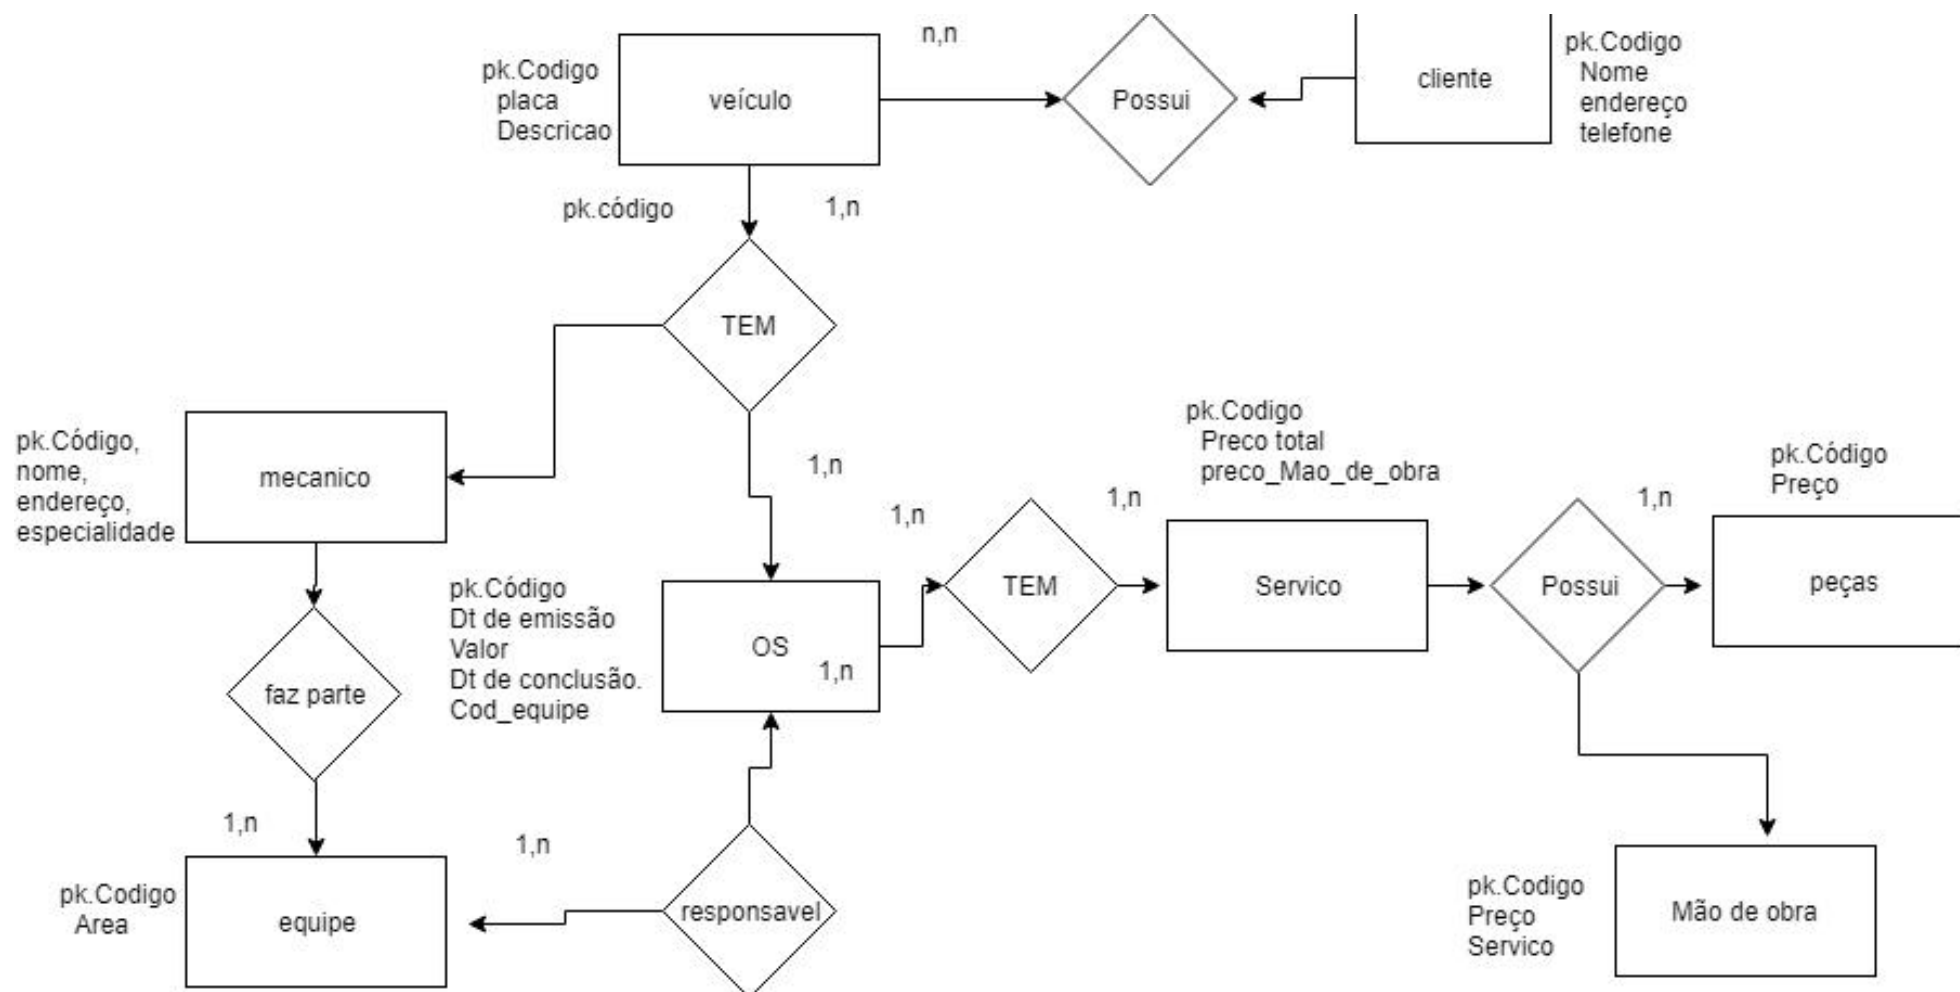 n,n
pk.Codigo
Nome
endereço
telefone
pk.Codigo
placa
Descricao
veículo
Possui
cliente
pk.código
1,n
TEM
pk.Código,
nome,
endereço,
especialidade
mecanico
1,n
1,n
pk.Codigo
Preco total
preco_Mao_de_obra
1,n
1,n
pk.Código
Preço
pk.Código
Dt de emissão
Valor
Dt de conclusão.
Cod_equipe
OS
1,n
TEM
Servico
Possui
peças
faz parte
1,n
1,n
pk.Codigo
Area
equipe
responsavel
pk.Codigo
Preço
Servico
Mão de obra